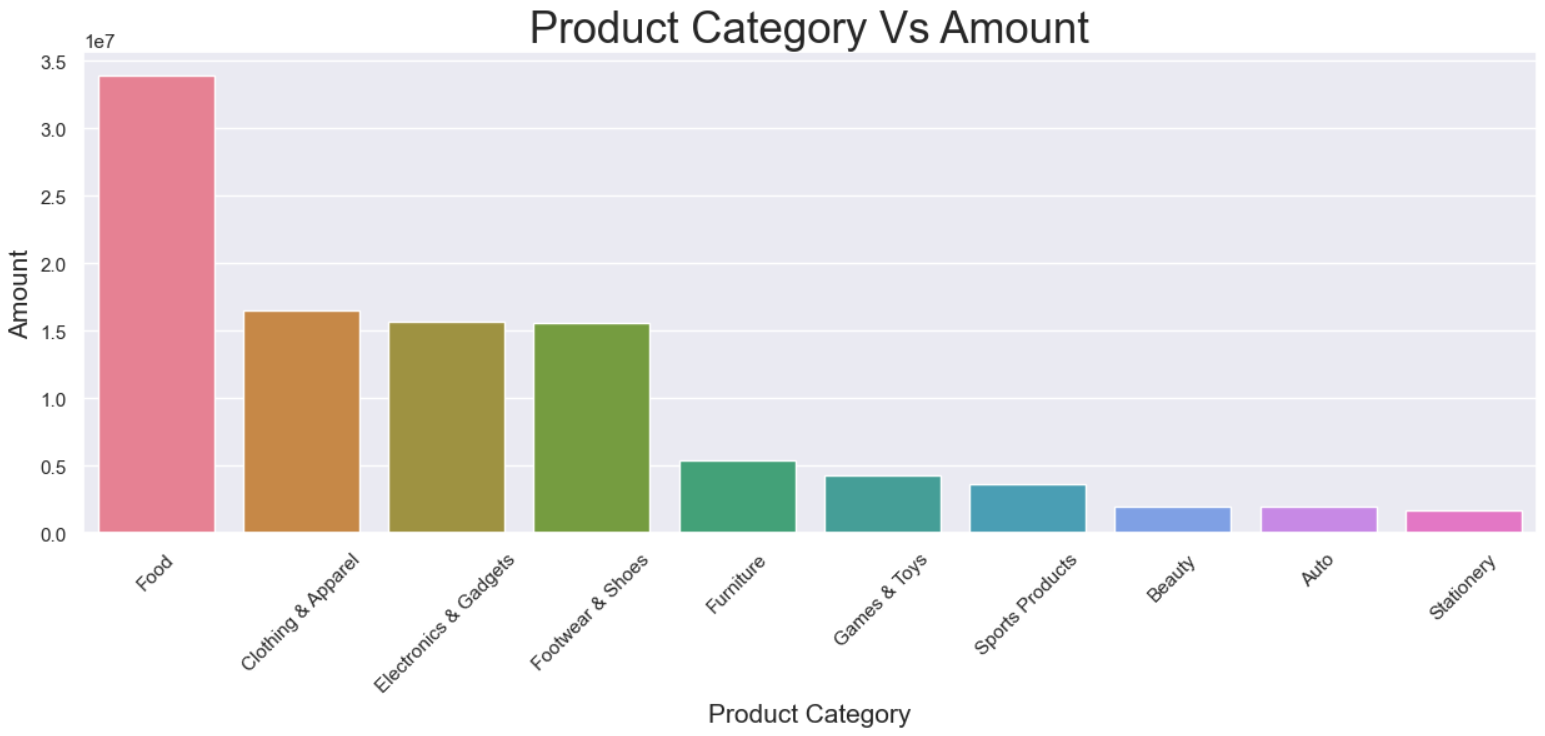 Product Category Vs Amount
1e7
3.5
3.0
2.5
2.0
1.5
1.0
0.5
0.0
Amount
Food
Clothing & Apparel
Electronics & Gadgets
Footwear & Shoes
Furniture
Games & Toys
Sports Products
Beauty
Auto
Stationery
Product Category